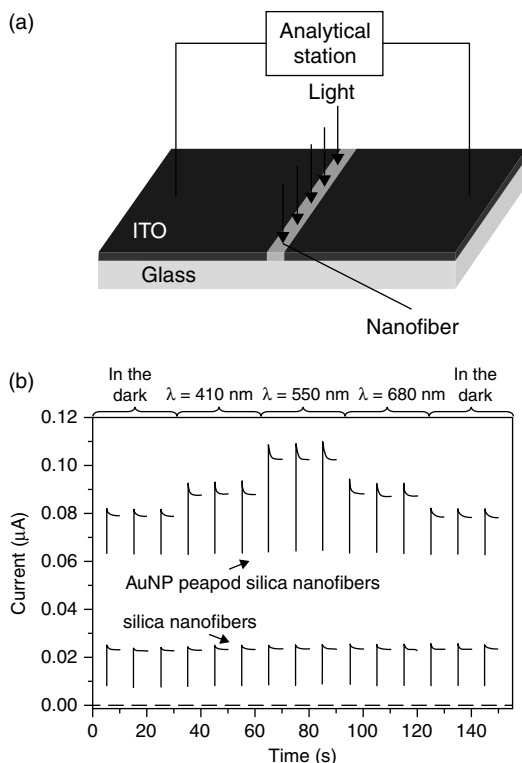 (a)
Analytical
station
Light
ITO
Glass
Nanofiber
(b)
In the
dark
λ = 410 nm
λ = 550 nm
λ = 680 nm
In the
dark
0.12
0.10
0.08
0.06
0.04
0.02
0.00
Current (μA)
AuNP peapod silica nanofibers
silica nanofibers
0
20
40
60
80
100
120
140
Time (s)